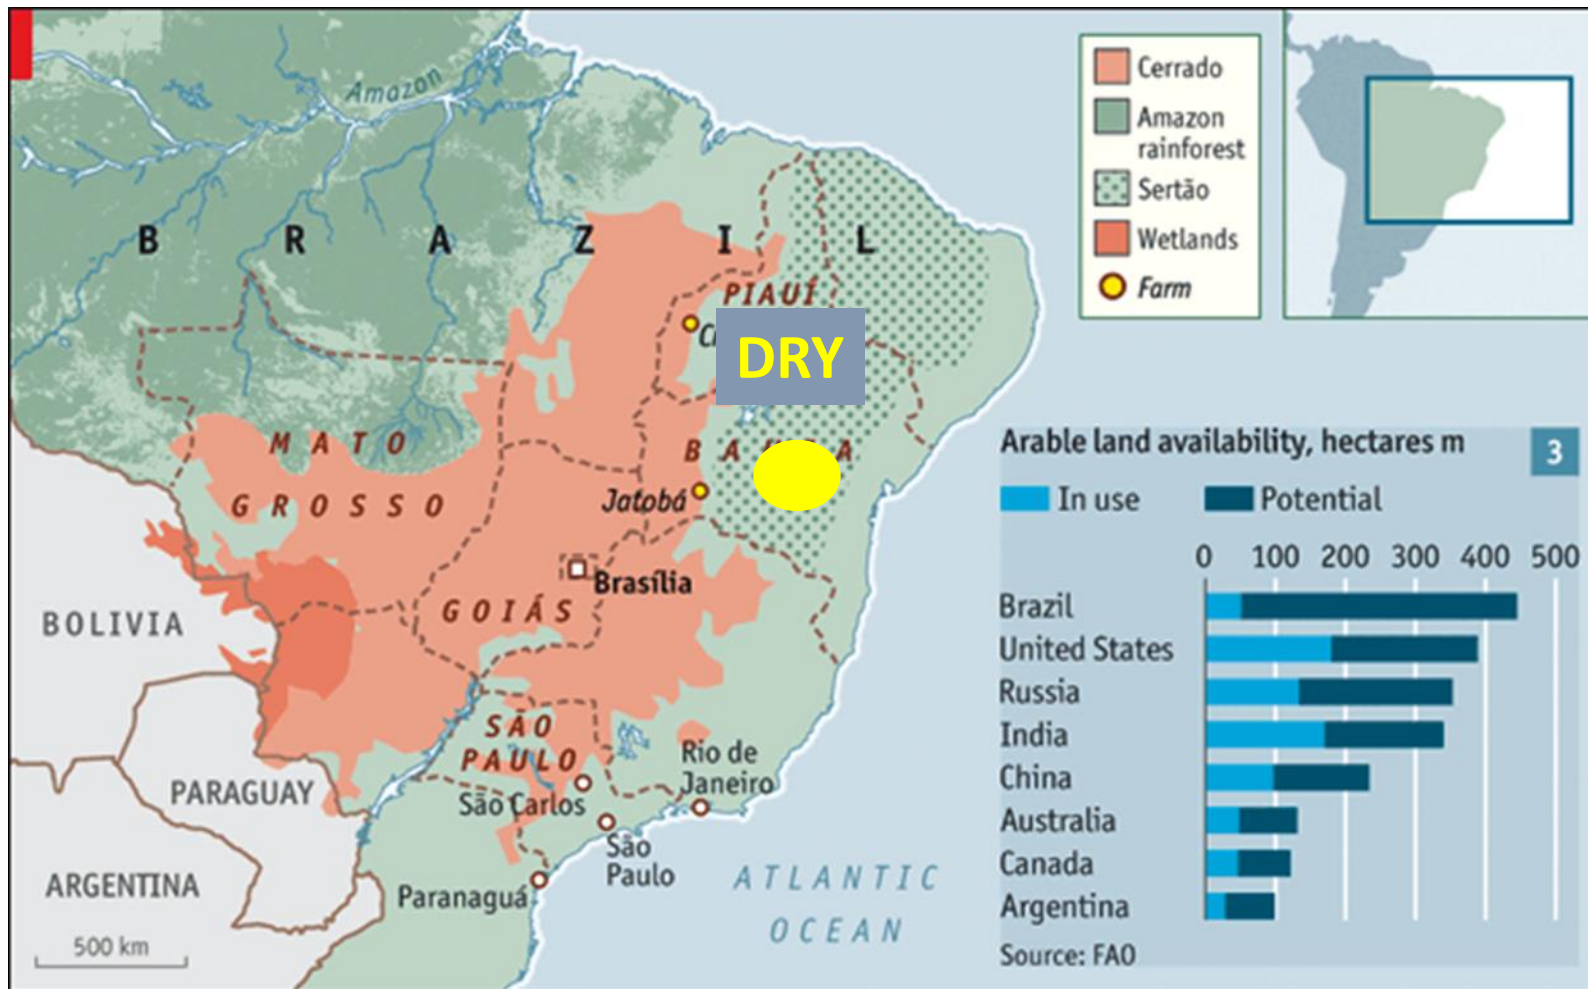 Amazon
B R A Z I L
PIAUÍ
DRY
MATO
GROSSO
Jatobá
Brasília
GOIÁS
BOLIVIA
SÃO
PAULO
PARAGUAY
São Carlos
Rio de
Janeiro
São
Paulo
ARGENTINA
Paranaguá
ATLANTIC
OCEAN
500 km
Cerrado
Amazon
rainforest
Sertão
Wetlands
Farm
Arable land availability, hectares m
3
In use Potential
0 100 200 300 400 500
Brazil
United States
Russia
India
China
Australia
Canada
Argentina
Source: FAO